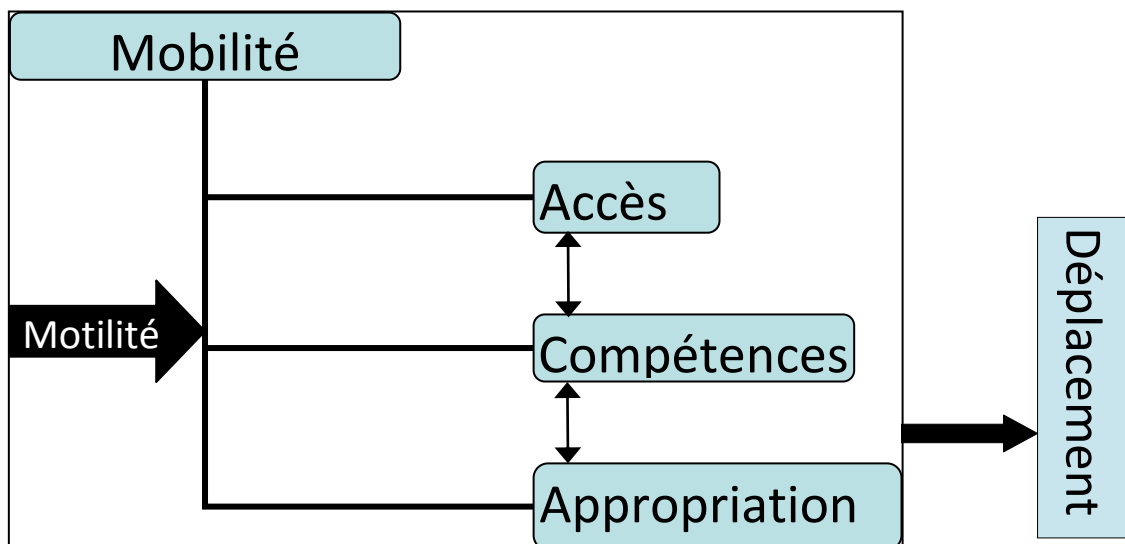 Mobilité
Accès
Motilité
Compétences
Appropriation
Déplacement